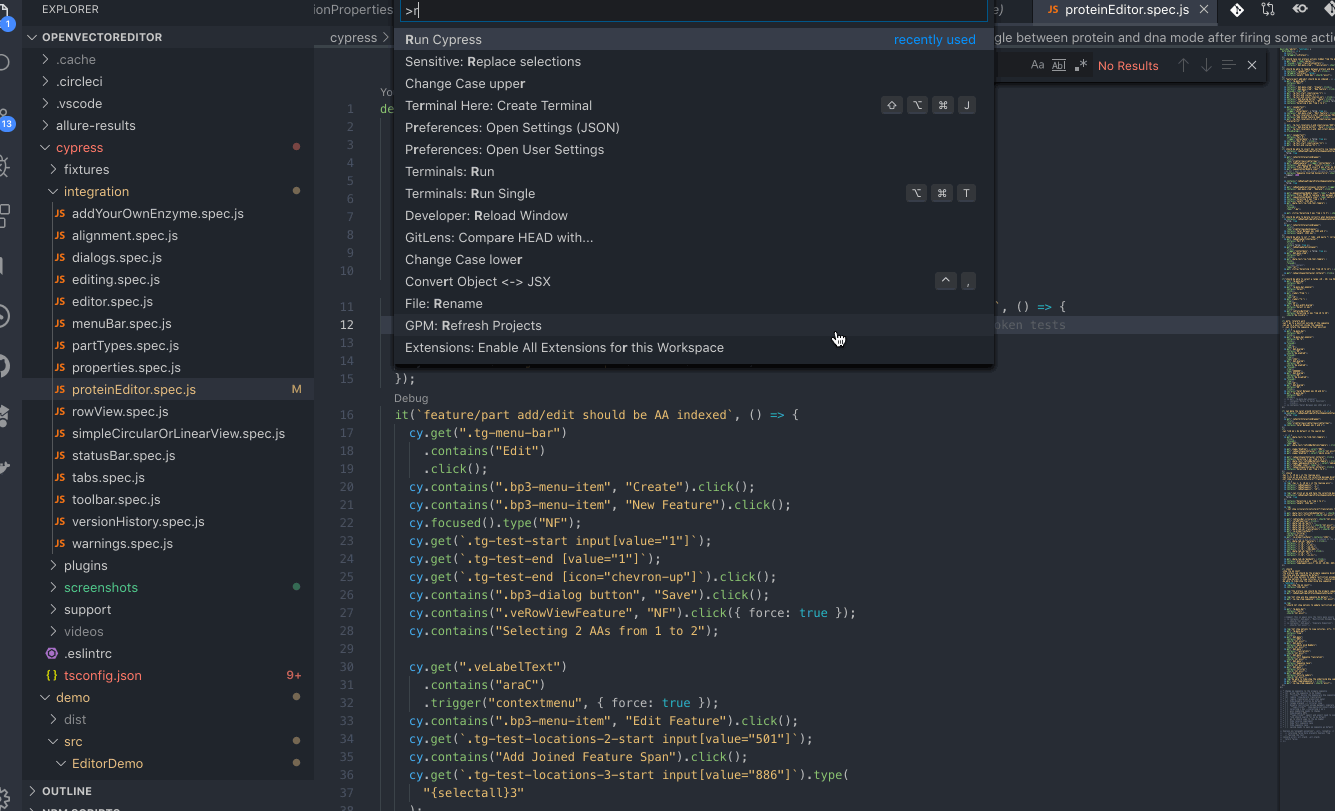 EXPLORER
ionProperties
>r
JS proteinEditor.spec.js
OPENVECTOREDITOR
cypress >
gle between protein and dna mode after firing some acti
Run Cypress recently used
Sensitive: Replace selections
Change Case upper
Terminal Here: Create Terminal ⇧ ⌥ ⌘ J
Preferences: Open Settings (JSON)
Preferences: Open User Settings
Terminals: Run
Terminals: Run Single ⌥ ⌘ T
Developer: Reload Window
GitLens: Compare HEAD with...
Change Case lower
Convert Object <-> JSX ^ ,
File: Rename
GPM: Refresh Projects
Extensions: Enable All Extensions for this Workspace
Aa Abl .* No Results
1
13
.cache
.circleci
.vscode
allure-results
cypress
fixtures
integration
JS addYourOwnEnzyme.spec.js
JS alignment.spec.js
JS dialogs.spec.js
JS editing.spec.js
JS editor.spec.js
JS menuBar.spec.js
JS partTypes.spec.js
JS properties.spec.js
JS proteinEditor.spec.js M
JS rowView.spec.js
JS simpleCircularOrLinearView.spec.js
JS statusBar.spec.js
JS tabs.spec.js
JS toolbar.spec.js
JS versionHistory.spec.js
JS warnings.spec.js
plugins
screenshots
support
videos
.eslintrc
{} tsconfig.json 9+
demo
dist
src
EditorDemo
OUTLINE
Yo
1 de
2
3
4
5
6
7
8
9
10
11 `, () => {
12 oken tests
13
14
15 });
Debug
16 it(`feature/part add/edit should be AA indexed`, () => {
17 cy.get(".tg-menu-bar")
18 .contains("Edit")
19 .click();
20 cy.contains(".bp3-menu-item", "Create").click();
21 cy.contains(".bp3-menu-item", "New Feature").click();
22 cy.focused().type("NF");
23 cy.get(`.tg-test-start input[value="1"]`);
24 cy.get(`.tg-test-end [value="1"]`);
25 cy.get(`.tg-test-end [icon="chevron-up"]`).click();
26 cy.contains(".bp3-dialog button", "Save").click();
27 cy.contains(".veRowViewFeature", "NF").click({ force: true });
28 cy.contains("Selecting 2 AAs from 1 to 2");
29
30 cy.get(".veLabelText")
31 .contains("araC")
32 .trigger("contextmenu", { force: true });
33 cy.contains(".bp3-menu-item", "Edit Feature").click();
34 cy.get(`.tg-test-locations-2-start input[value="501"]`);
35 cy.contains("Add Joined Feature Span").click();
36 cy.get(`.tg-test-locations-3-start input[value="886"]`).type(
37 "{selectall}3"
38 );